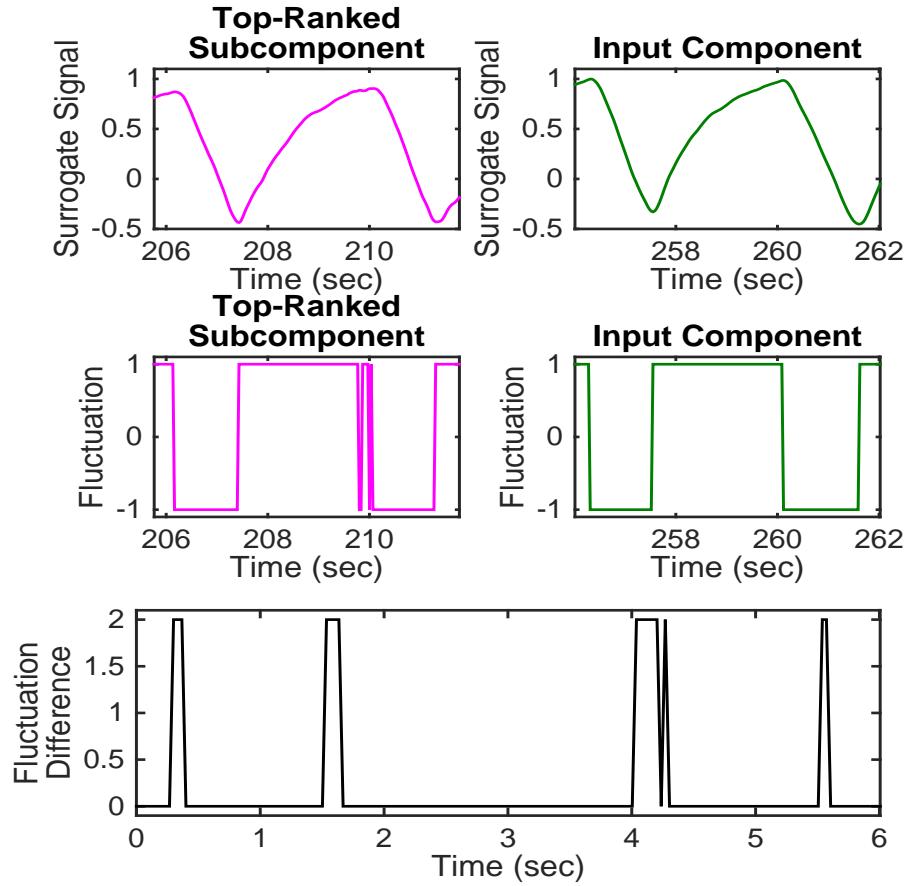 Top-Ranked
Subcomponent
Input Component
Surrogate Signal
1
0.5
0
-0.5
206
208
210
Time (sec)
Surrogate Signal
1
0.5
0
-0.5
258
260
262
Time (sec)
Top-Ranked
Subcomponent
Input Component
Fluctuation
1
0
-1
206
208
210
Time (sec)
Fluctuation
1
0
-1
258
260
262
Time (sec)
Fluctuation
Difference
2
1.5
1
0.5
0
0
1
2
3
4
5
6
Time (sec)